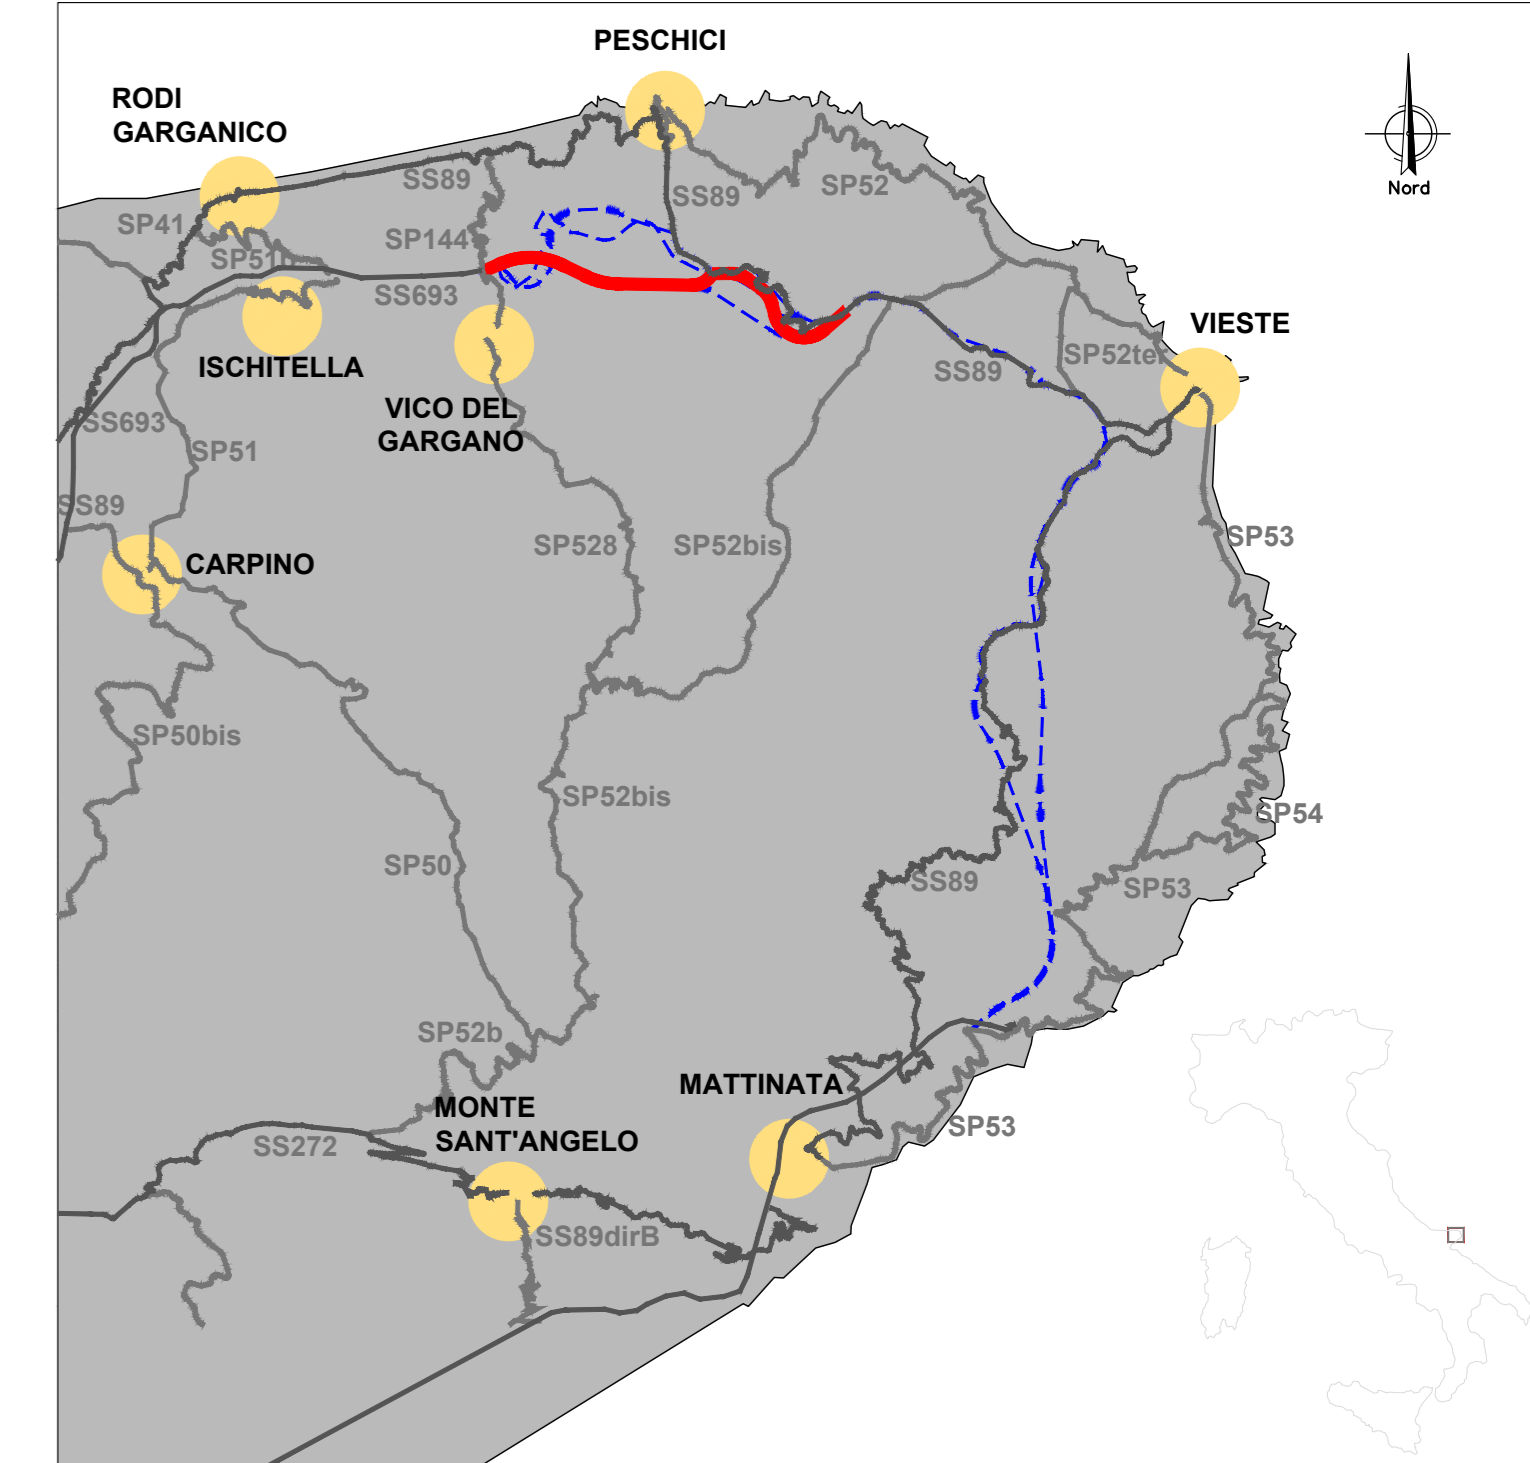 PESCHICI
RODI
GARGANICO
Nord
SS89
SP52
SS89
SP41
SP144
SS693
VIESTE
SP52ter
ISCHITELLA
SS89
VICO DEL
GARGANO
SS693
SP51
SS89
SP528
SP52bis
SP53
CARPINO
SP50bis
SP52bis
SP54
SP50
SS89
SP53
SP52b
MATTINATA
MONTE
SANT'ANGELO
SP53
SS272
SS89dirB